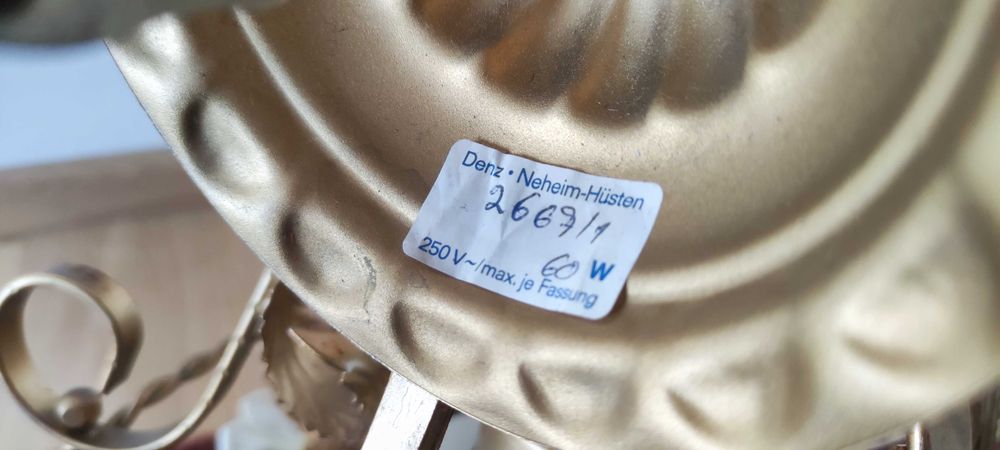 Denz • Neheim-Hüsten
2669/1
60 W
250 V~/max. je Fassung